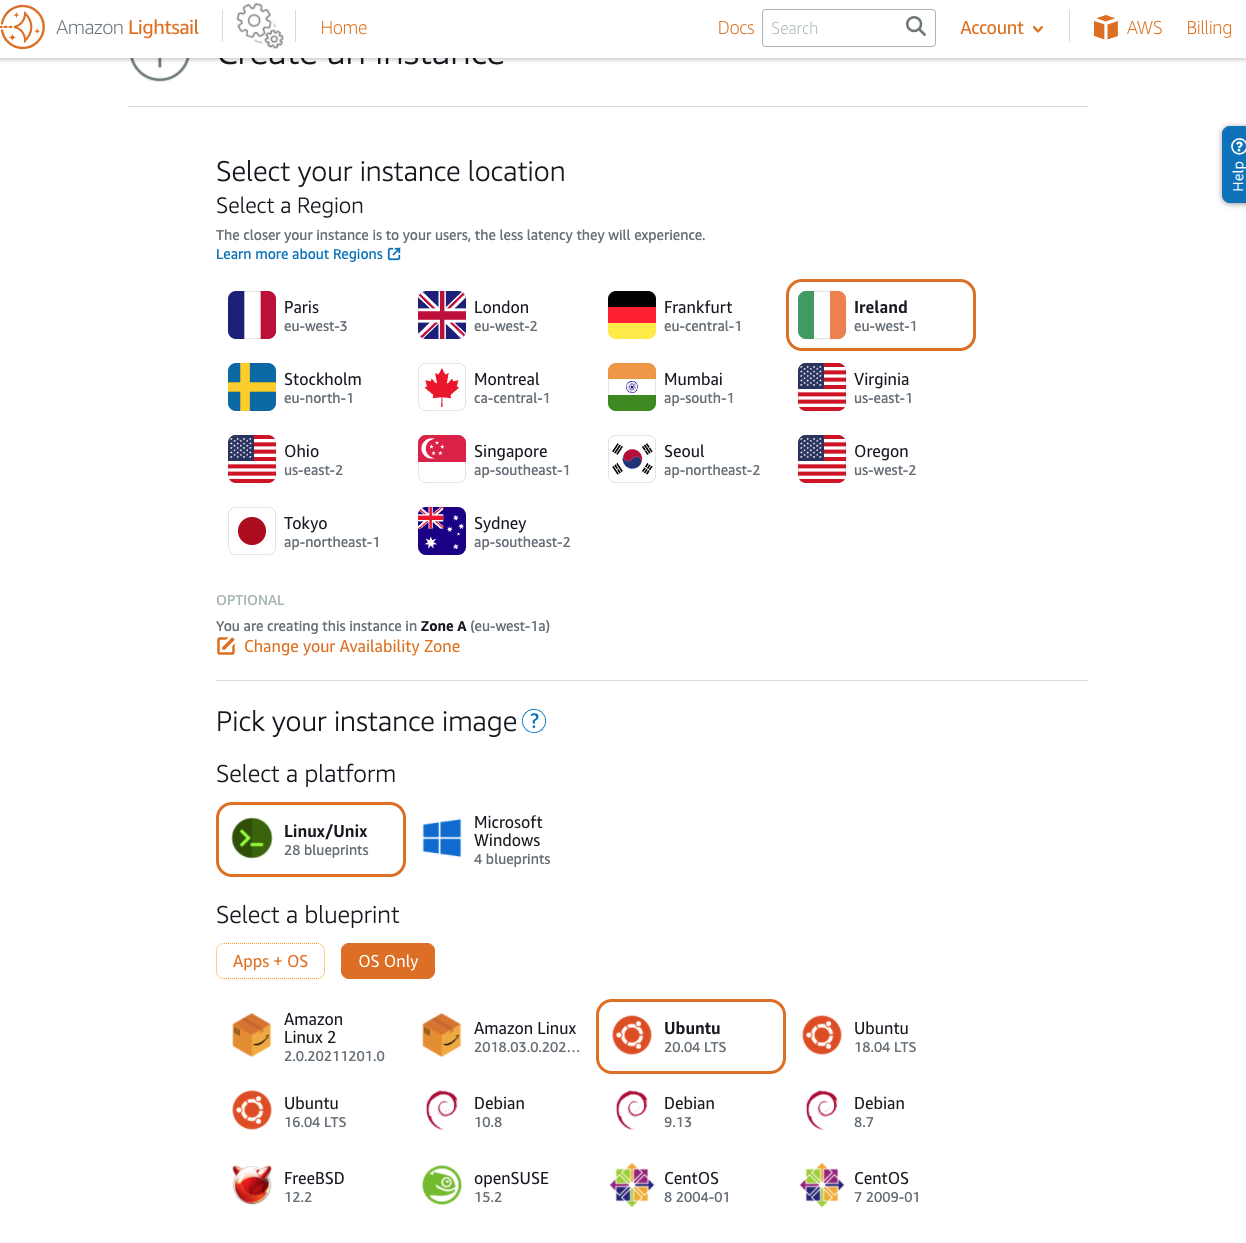 Amazon Lightsail
Home
Docs
Search
Account
AWS
Billing
Create an instance
Help
Select your instance location
Select a Region
The closer your instance is to your users, the less latency they will experience.
Learn more about Regions
Paris
eu-west-3
London
eu-west-2
Frankfurt
eu-central-1
Ireland
eu-west-1
Stockholm
eu-north-1
Montreal
ca-central-1
Mumbai
ap-south-1
Virginia
us-east-1
Ohio
us-east-2
Singapore
ap-southeast-1
Seoul
ap-northeast-2
Oregon
us-west-2
Tokyo
ap-northeast-1
Sydney
ap-southeast-2
OPTIONAL
You are creating this instance in Zone A (eu-west-1a)
Change your Availability Zone
Pick your instance image ?
Select a platform
Linux/Unix
28 blueprints
Microsoft
Windows
4 blueprints
Select a blueprint
Apps + OS
OS Only
Amazon
Linux 2
2.0.20211201.0
Amazon Linux
2018.03.0.202...
Ubuntu
20.04 LTS
Ubuntu
18.04 LTS
Ubuntu
16.04 LTS
Debian
10.8
Debian
9.13
Debian
8.7
FreeBSD
12.2
openSUSE
15.2
CentOS
8 2004-01
CentOS
7 2009-01